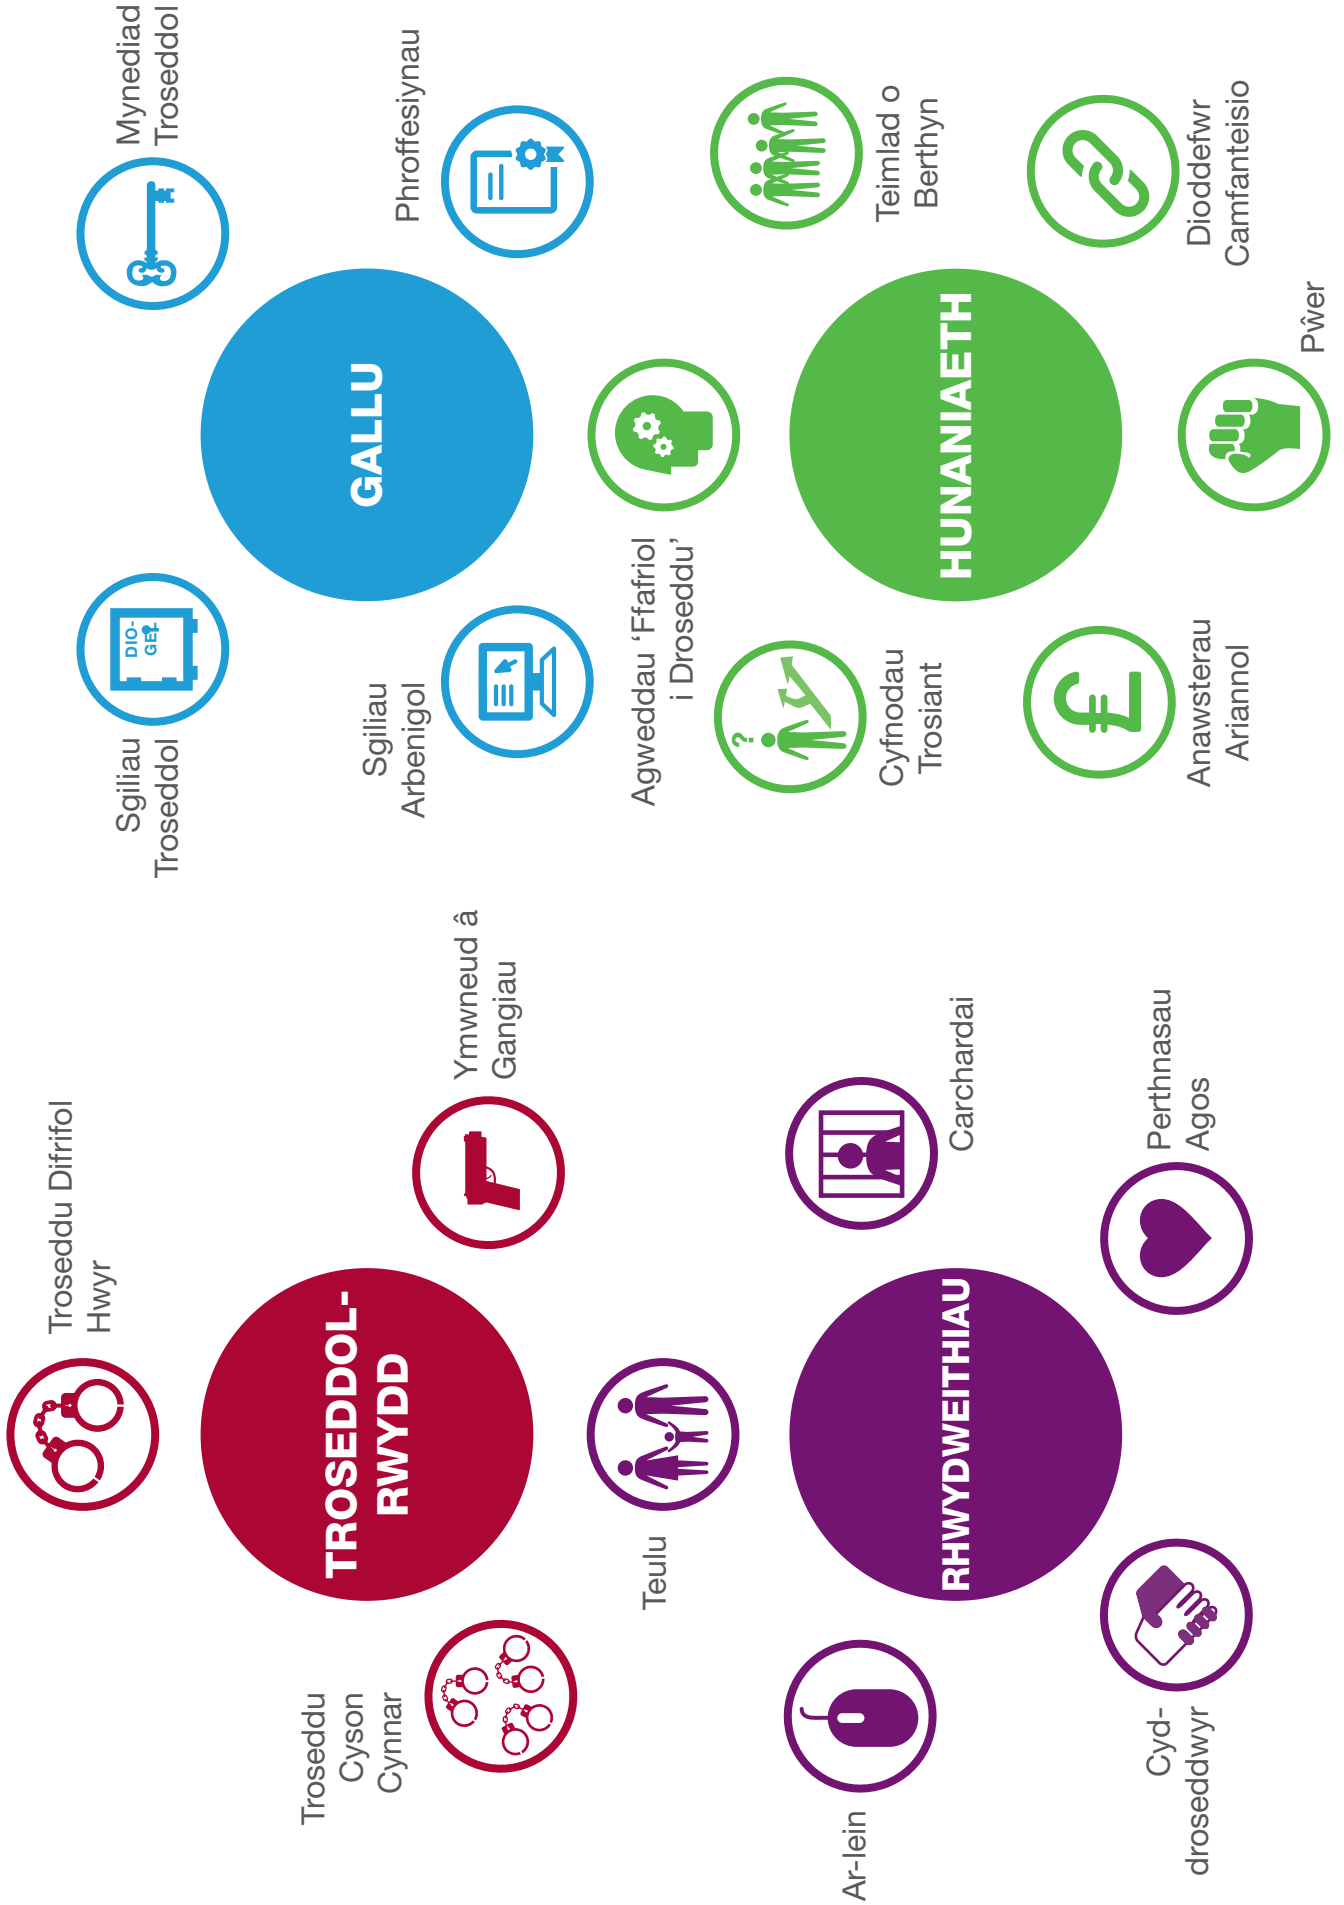 Troseddu Difrifol
Hwyr
TROSEDDOL-
RWYDD
Troseddu
Cyson
Cynnar
Ymwneud â
Gangiau
Sgiliau
Troseddol
DIO-
GEL
Mynediad
Troseddol
GALLU
Sgiliau
Arbenigol
Phroffesiynau
Teulu
RHWYDWEITHIAU
Ar-lein
Carchardai
Cyd-
droseddwyr
Perthnasau
Agos
Agweddau ‘Ffafriol
i Droseddu’
HUNANIAETH
?
Cyfnodau
Trosiant
Teimlad o
Berthyn
£
Anawsterau
Ariannol
Dioddefwr
Camfanteisio
Pŵer